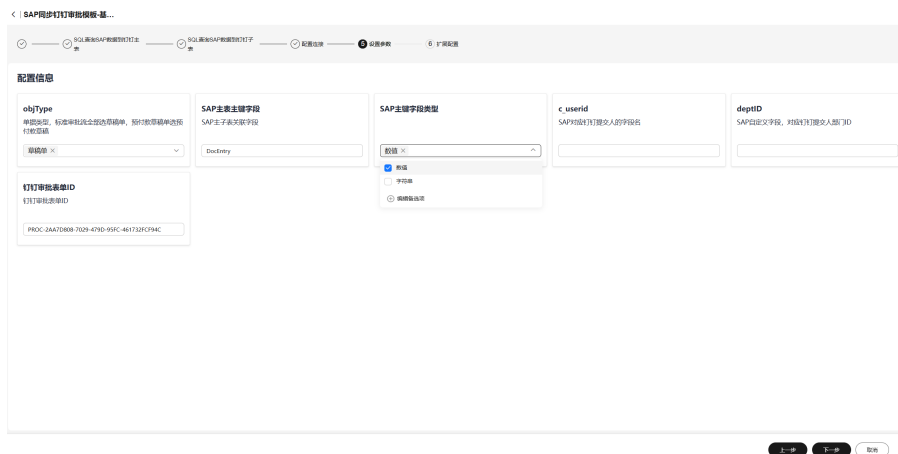 SAP同步钉钉审批模板-基...
SQL查询SAP数据到钉钉主
表
SQL查询SAP数据到钉钉子
表
配置连接
5 设置参数
6 扩展配置
配置信息
objType
单据类型，标准审批流全部选草稿单，预付款草稿单选预
付款草稿
草稿单 ×
SAP主表主键字段
SAP主子表关联字段
DocEntry
SAP主键字段类型
数值 ×
数值
字符串
编辑备选项
c_userid
SAP对应钉钉提交人的字段名
deptID
SAP自定义字段，对应钉钉提交人部门ID
钉钉审批表单ID
钉钉审批表单ID
PROC-2AA7D808-7029-479D-95FC-461732FCF94C
上一步
下一步
取消